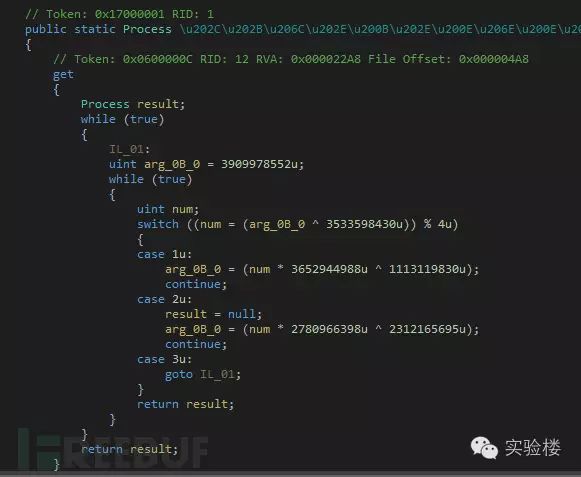 // Token: 0x17000001 RID: 1
public static Process \u202C\u202B\u206C\u202E\u200B\u202E\u200E\u206E\u200E\u20
{
// Token: 0x0600000C RID: 12 RVA: 0x000022A8 File Offset: 0x000004A8
get
{
Process result;
while (true)
{
IL_01:
uint arg_0B_0 = 3909978552u;
while (true)
{
uint num;
switch ((num = (arg_0B_0 ^ 3533598430u)) % 4u)
{
case 1u:
arg_0B_0 = (num * 3652944988u ^ 1113119830u);
continue;
case 2u:
result = null;
arg_0B_0 = (num * 2780966398u ^ 2312165695u);
continue;
case 3u:
goto IL_01;
}
return result;
}
}
return result;
}
FREEBUF
实验楼